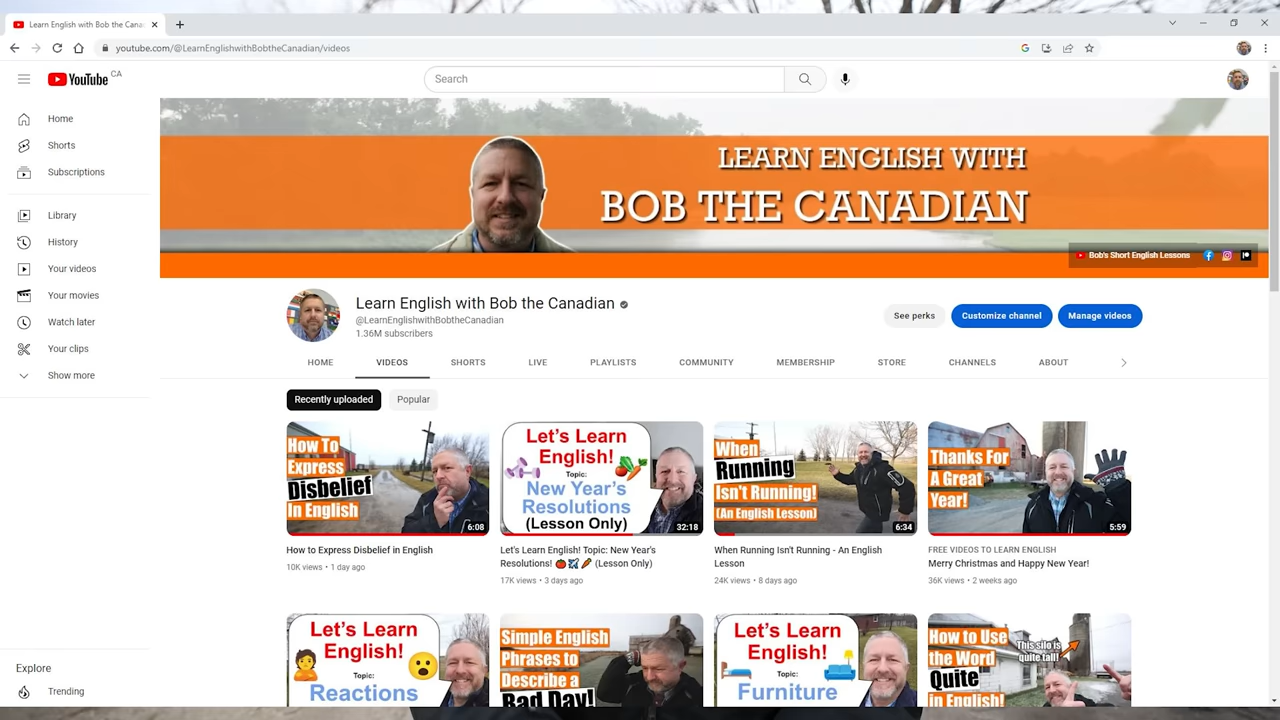 Learn English with Bob the Cana
youtube.com/@LearnEnglishwithBobtheCanadian/videos
YouTube CA
Search
Home
Shorts
Subscriptions
Library
History
Your videos
Your movies
Watch later
Your clips
Show more
Explore
Trending
LEARN ENGLISH WITH
BOB THE CANADIAN
Bob's Short English Lessons
Learn English with Bob the Canadian
@LearnEnglishwithBobtheCanadian
1.36M subscribers
See perks
Customize channel
Manage videos
HOME
VIDEOS
SHORTS
LIVE
PLAYLISTS
COMMUNITY
MEMBERSHIP
STORE
CHANNELS
ABOUT
Recently uploaded
Popular
How To
Express
Disbelief
In English
6:08
How to Express Disbelief in English
10K views • 1 day ago
Let's Learn
English!
Topic:
New Year's
Resolutions
(Lesson Only)
32:18
Let's Learn English! Topic: New Year's
Resolutions! 🍅✈️🥕 (Lesson Only)
17K views • 3 days ago
When
Running
Isn't Running!
(An English Lesson)
6:34
When Running Isn't Running - An English
Lesson
24K views • 8 days ago
Thanks For
A Great
Year!
5:59
FREE VIDEOS TO LEARN ENGLISH
Merry Christmas and Happy New Year!
36K views • 2 weeks ago
Let's Learn
English!
Topic:
Reactions
Simple English
Phrases to
Describe a
Bad Day!
Let's Learn
English!
Topic:
Furniture
How to Use
the Word
Quite
in English!
This silo is
quite tall!